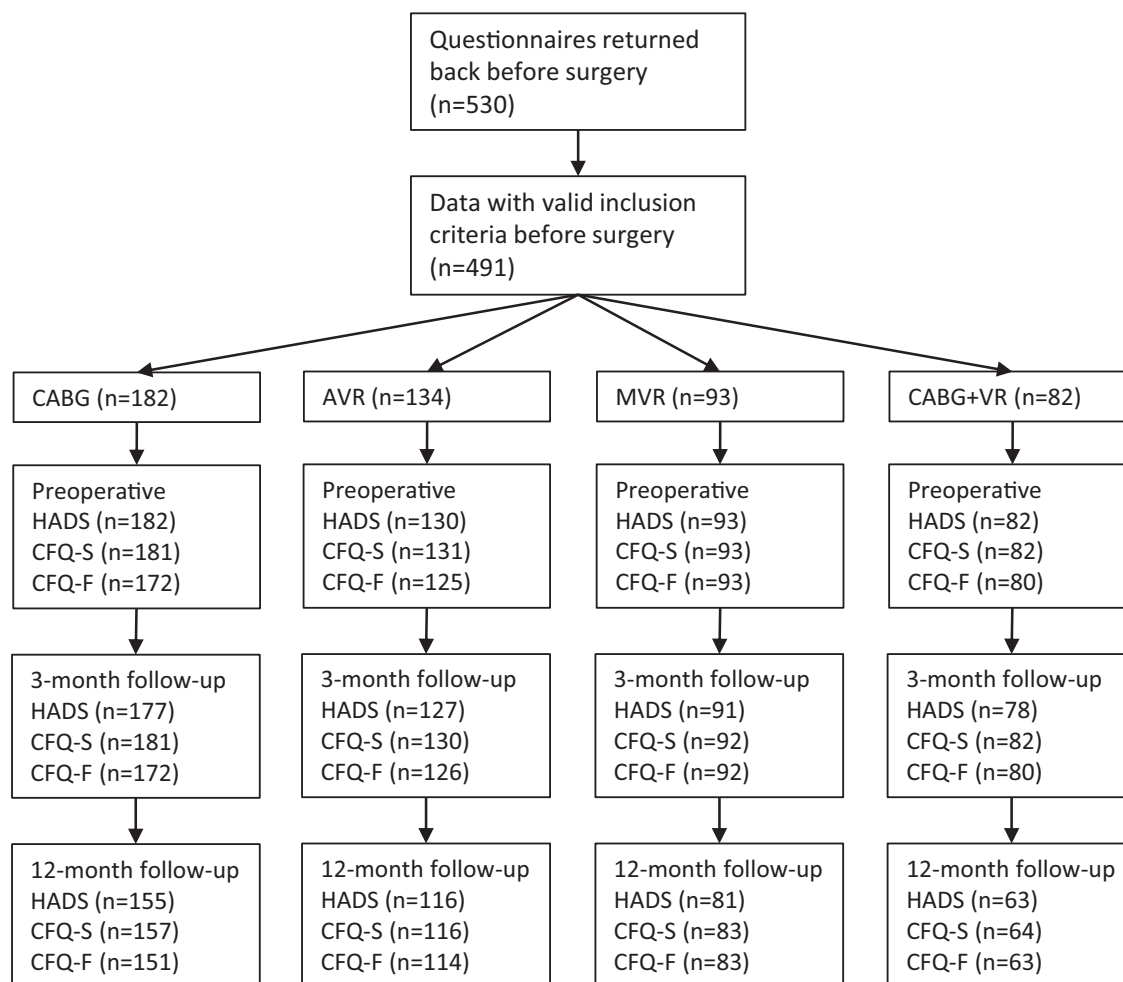 Questionnaires returned
back before surgery
(n=530)
Data with valid inclusion
criteria before surgery
(n=491)
CABG (n=182)
AVR (n=134)
MVR (n=93)
CABG+VR (n=82)
Preoperative
HADS (n=182)
CFQ-S (n=181)
CFQ-F (n=172)
Preoperative
HADS (n=130)
CFQ-S (n=131)
CFQ-F (n=125)
Preoperative
HADS (n=93)
CFQ-S (n=93)
CFQ-F (n=93)
Preoperative
HADS (n=82)
CFQ-S (n=82)
CFQ-F (n=80)
3-month follow-up
HADS (n=177)
CFQ-S (n=181)
CFQ-F (n=172)
3-month follow-up
HADS (n=127)
CFQ-S (n=130)
CFQ-F (n=126)
3-month follow-up
HADS (n=91)
CFQ-S (n=92)
CFQ-F (n=92)
3-month follow-up
HADS (n=78)
CFQ-S (n=82)
CFQ-F (n=80)
12-month follow-up
HADS (n=155)
CFQ-S (n=157)
CFQ-F (n=151)
12-month follow-up
HADS (n=116)
CFQ-S (n=116)
CFQ-F (n=114)
12-month follow-up
HADS (n=81)
CFQ-S (n=83)
CFQ-F (n=83)
12-month follow-up
HADS (n=63)
CFQ-S (n=64)
CFQ-F (n=63)